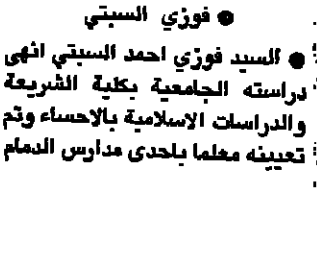 ● فوزي السبتي
● السيد فوزي احمد السبتي انهى
دراسته الجامعية بكلية الشريعة
والدراسات الاسلامية بالاحساء وتم
تعيينه معلما باحدى مدارس الدمام